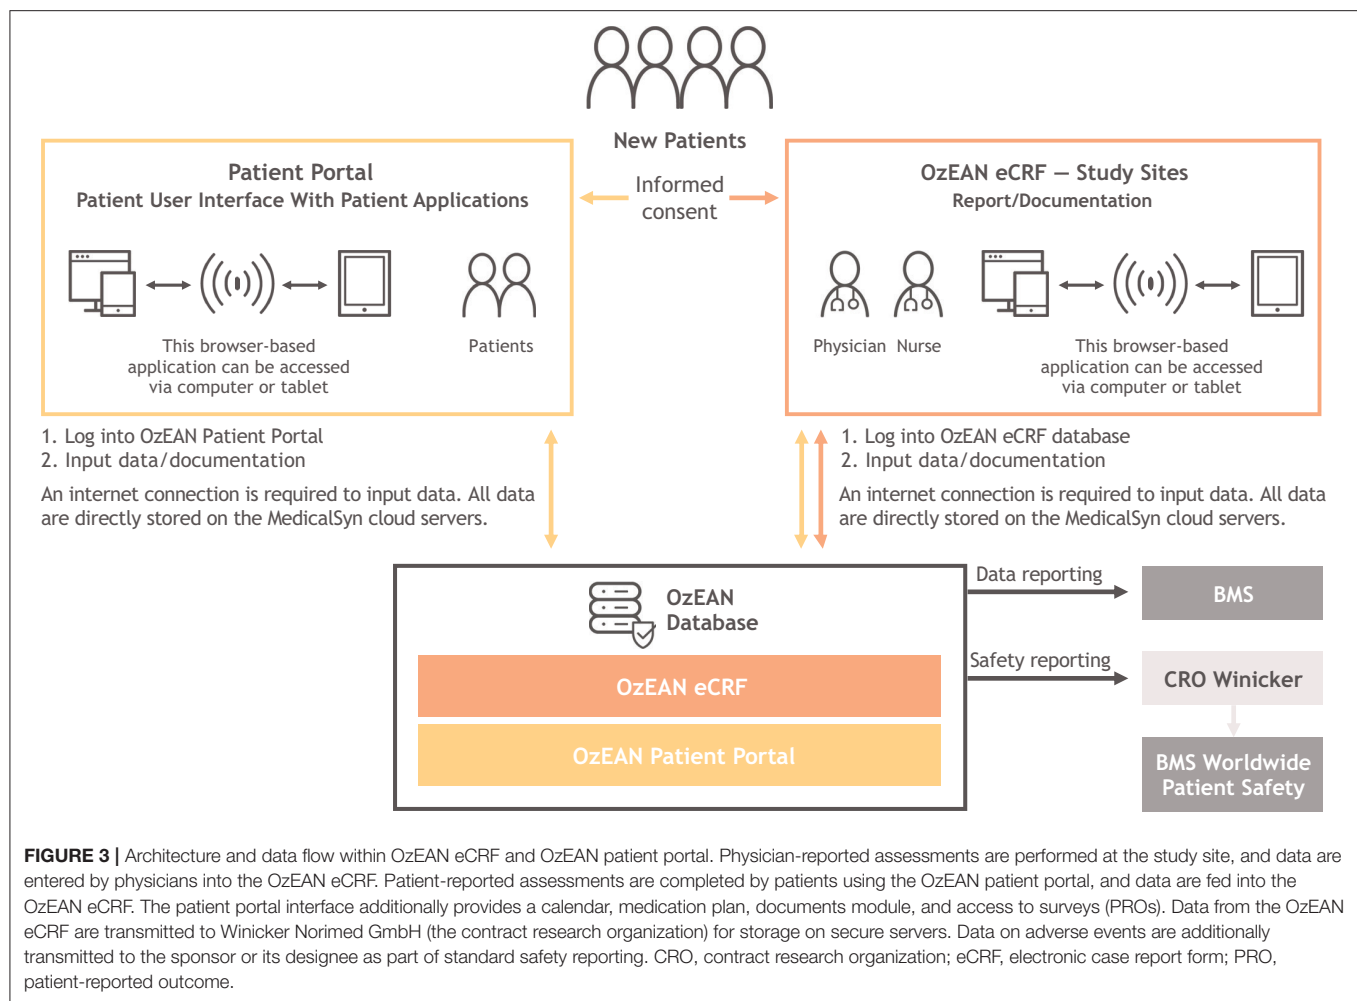 New Patients
Informed
consent
Patient Portal
Patient User Interface With Patient Applications
This browser-based
application can be accessed
via computer or tablet
Patients
OzEAN eCRF — Study Sites
Report/Documentation
Physician
Nurse
This browser-based
application can be accessed
via computer or tablet
1. Log into OzEAN Patient Portal
2. Input data/documentation
An internet connection is required to input data. All data
are directly stored on the MedicalSyn cloud servers.
1. Log into OzEAN eCRF database
2. Input data/documentation
An internet connection is required to input data. All data
are directly stored on the MedicalSyn cloud servers.
OzEAN
Database
OzEAN eCRF
OzEAN Patient Portal
Data reporting
BMS
Safety reporting
CRO Winicker
BMS Worldwide
Patient Safety
FIGURE 3 | Architecture and data flow within OzEAN eCRF and OzEAN patient portal. Physician-reported assessments are performed at the study site, and data are
entered by physicians into the OzEAN eCRF. Patient-reported assessments are completed by patients using the OzEAN patient portal, and data are fed into the
OzEAN eCRF. The patient portal interface additionally provides a calendar, medication plan, documents module, and access to surveys (PROs). Data from the OzEAN
eCRF are transmitted to Winicker Norimed GmbH (the contract research organization) for storage on secure servers. Data on adverse events are additionally
transmitted to the sponsor or its designee as part of standard safety reporting. CRO, contract research organization; eCRF, electronic case report form; PRO,
patient-reported outcome.